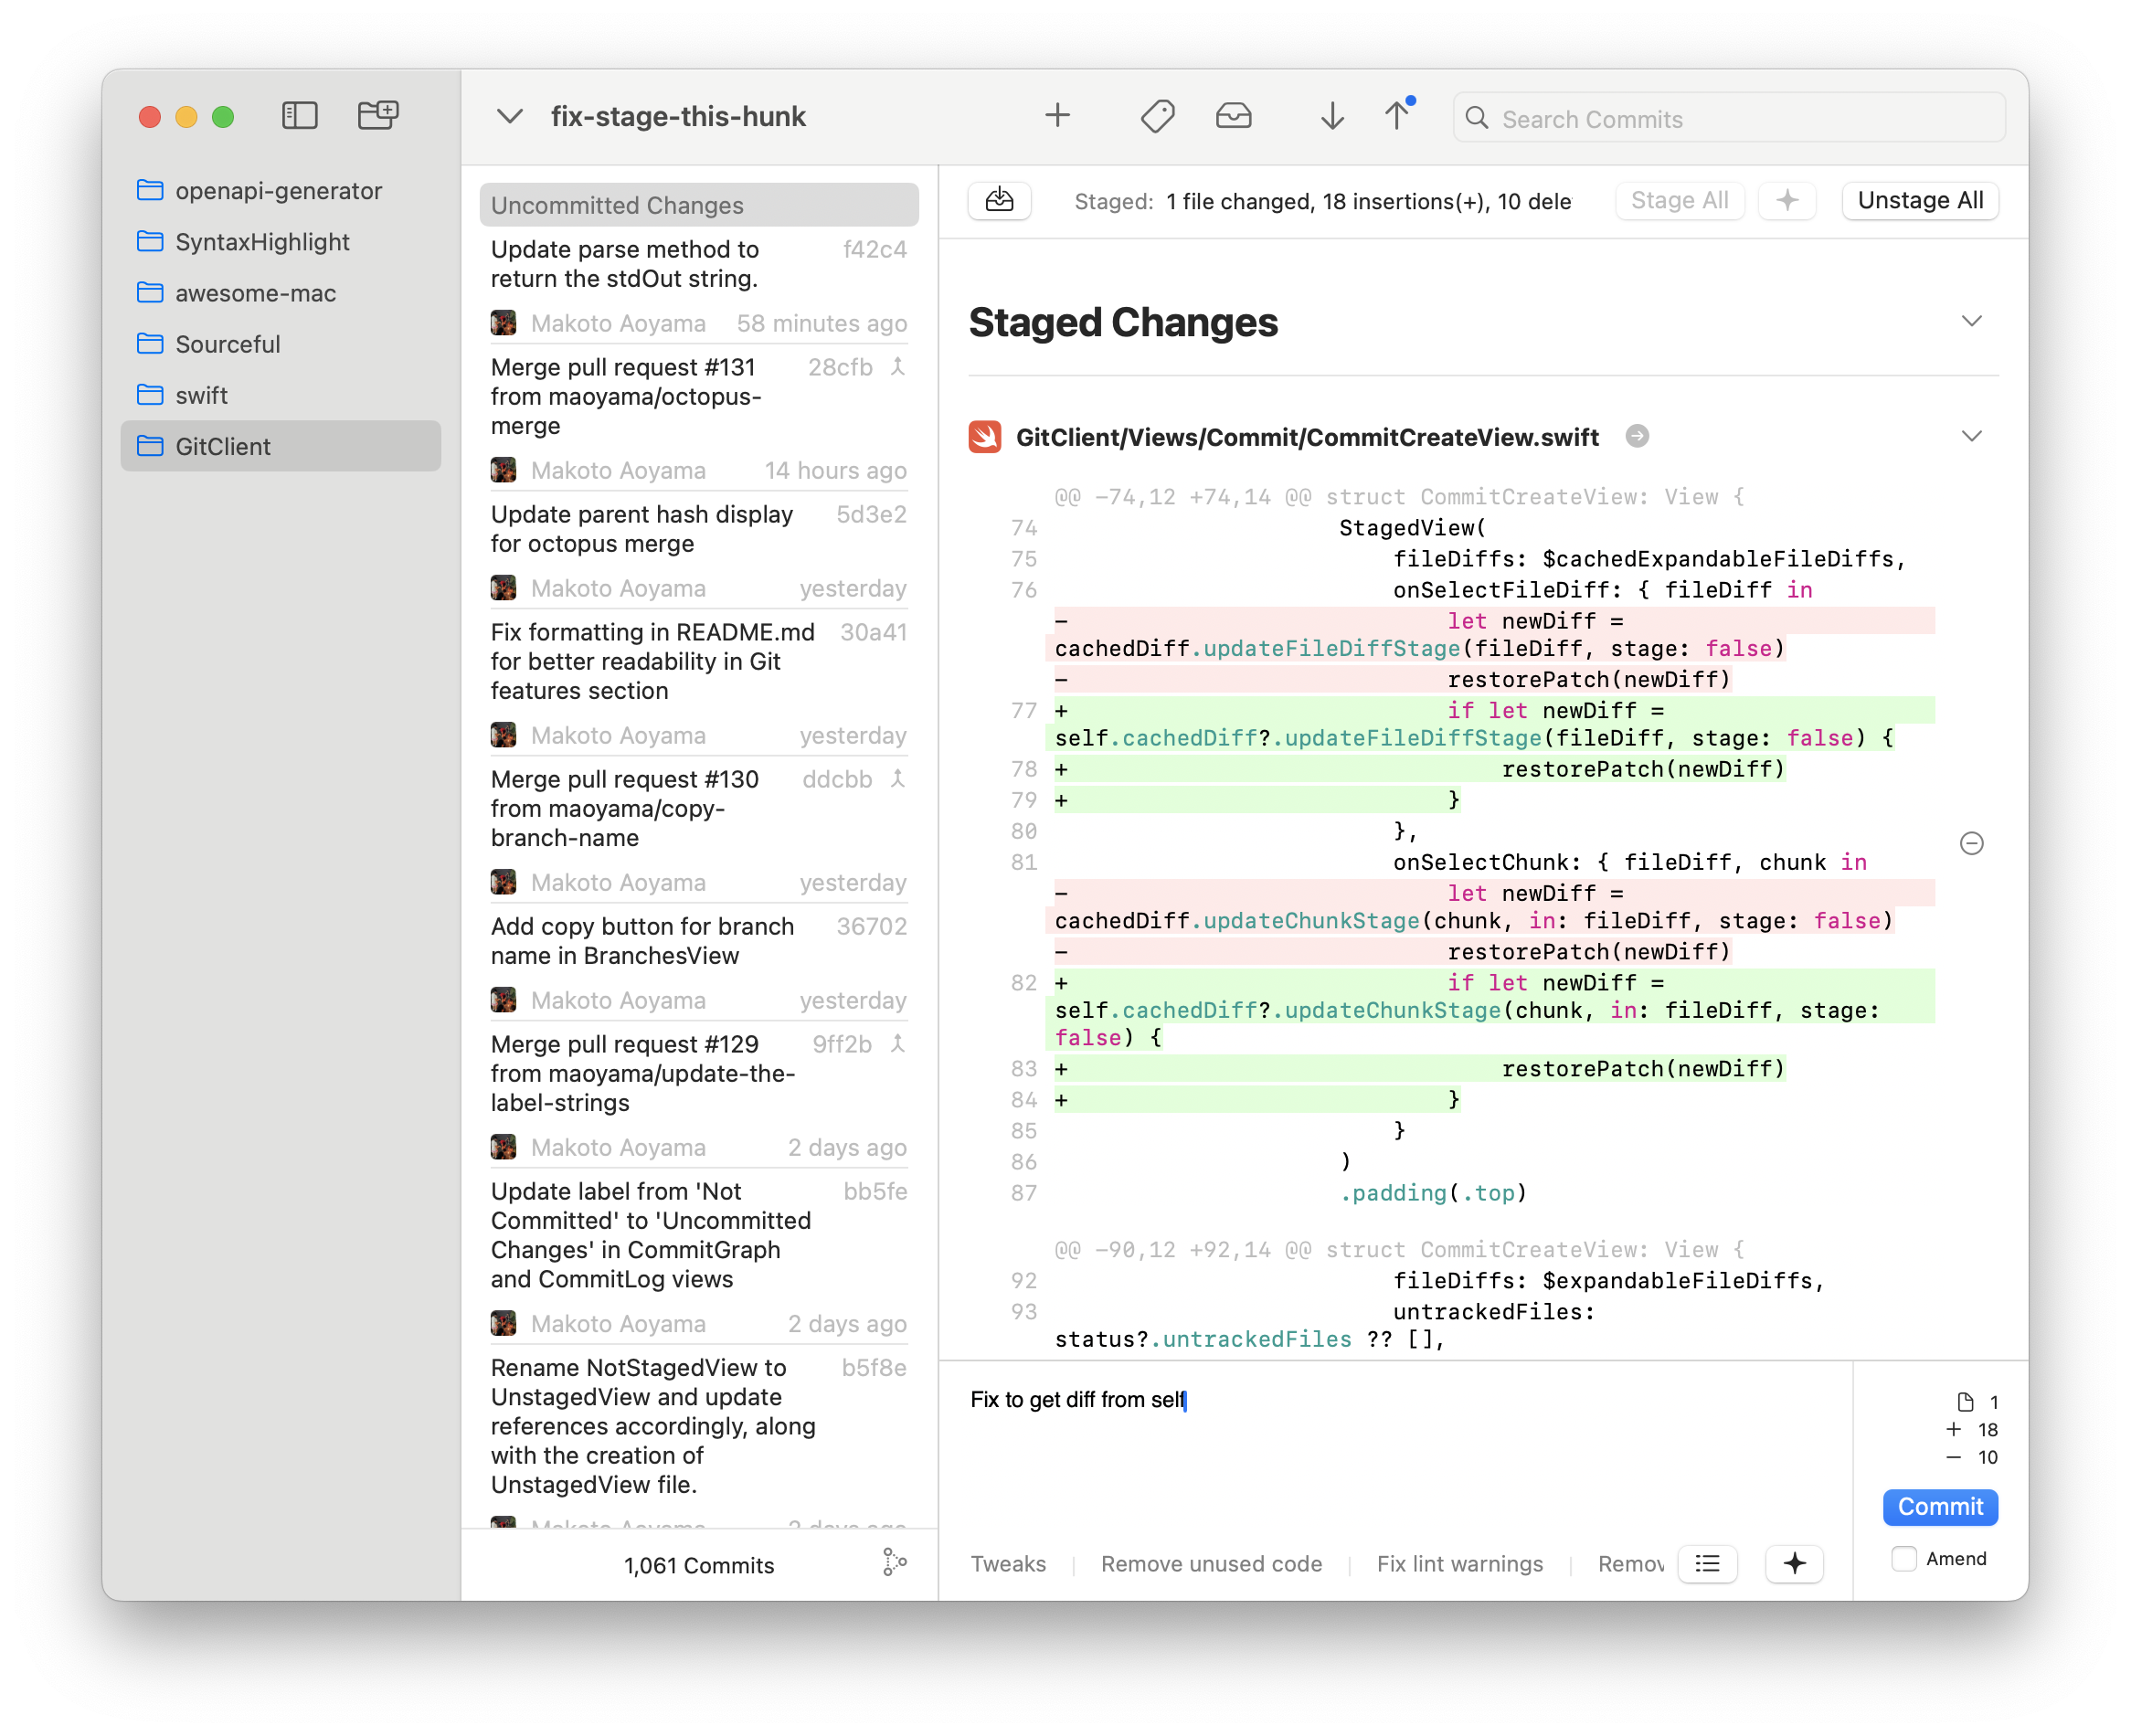 openapi-generator
SyntaxHighlight
awesome-mac
Sourceful
swift
GitClient
fix-stage-this-hunk
Search Commits
Uncommitted Changes
Update parse method to f42c4
return the stdOut string.
Makoto Aoyama 58 minutes ago
Merge pull request #131 28cfb
from maoyama/octopus-
merge
Makoto Aoyama 14 hours ago
Update parent hash display 5d3e2
for octopus merge
Makoto Aoyama yesterday
Fix formatting in README.md 30a41
for better readability in Git
features section
Makoto Aoyama yesterday
Merge pull request #130 ddcbb
from maoyama/copy-
branch-name
Makoto Aoyama yesterday
Add copy button for branch 36702
name in BranchesView
Makoto Aoyama yesterday
Merge pull request #129 9ff2b
from maoyama/update-the-
label-strings
Makoto Aoyama 2 days ago
Update label from 'Not bb5fe
Committed' to 'Uncommitted
Changes' in CommitGraph
and CommitLog views
Makoto Aoyama 2 days ago
Rename NotStagedView to b5f8e
UnstagedView and update
references accordingly, along
with the creation of
UnstagedView file.
Makoto Aoyama 2 days ago
1,061 Commits
Staged: 1 file changed, 18 insertions(+), 10 dele
Stage All
Unstage All
Staged Changes
GitClient/Views/Commit/CommitCreateView.swift
@@ -74,12 +74,14 @@ struct CommitCreateView: View {
74 StagedView(
75 fileDiffs: $cachedExpandableFileDiffs,
76 onSelectFileDiff: { fileDiff in
- let newDiff =
cachedDiff.updateFileDiffStage(fileDiff, stage: false)
- restorePatch(newDiff)
77 + if let newDiff =
self.cachedDiff?.updateFileDiffStage(fileDiff, stage: false) {
78 + restorePatch(newDiff)
79 + }
80 },
81 onSelectChunk: { fileDiff, chunk in
- let newDiff =
cachedDiff.updateChunkStage(chunk, in: fileDiff, stage: false)
- restorePatch(newDiff)
82 + if let newDiff =
self.cachedDiff?.updateChunkStage(chunk, in: fileDiff, stage:
false) {
83 + restorePatch(newDiff)
84 + }
85 }
86 )
87 .padding(.top)
@@ -90,12 +92,14 @@ struct CommitCreateView: View {
92 fileDiffs: $expandableFileDiffs,
93 untrackedFiles:
status?.untrackedFiles ?? [],
Fix to get diff from self
Tweaks
Remove unused code
Fix lint warnings
Remov
1
+ 18
- 10
Commit
Amend